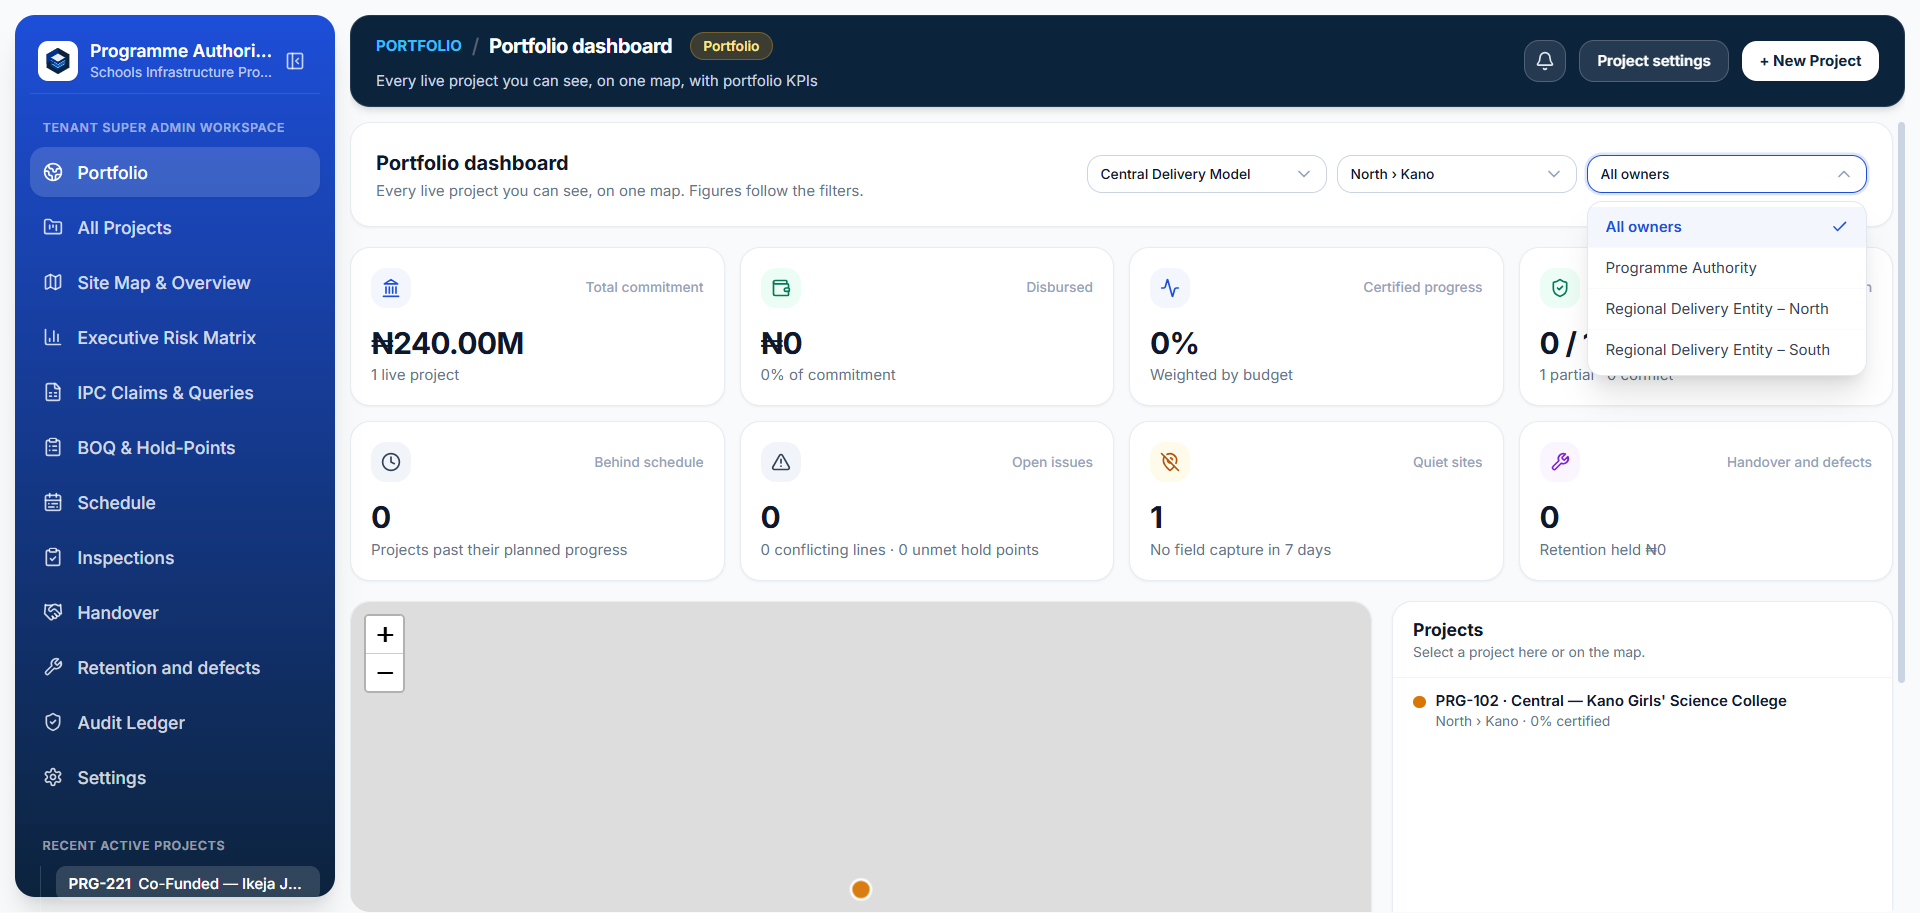 Programme Authori...
Schools Infrastructure Pro...
TENANT SUPER ADMIN WORKSPACE
Portfolio
All Projects
Site Map & Overview
Executive Risk Matrix
IPC Claims & Queries
BOQ & Hold-Points
Schedule
Inspections
Handover
Retention and defects
Audit Ledger
Settings
RECENT ACTIVE PROJECTS
PRG-221 Co-Funded — Ikeja J...
PORTFOLIO / Portfolio dashboard Portfolio
Every live project you can see, on one map, with portfolio KPIs
Project settings
+ New Project
Portfolio dashboard
Every live project you can see, on one map. Figures follow the filters.
Central Delivery Model
North › Kano
All owners
All owners
Programme Authority
Regional Delivery Entity – North
Regional Delivery Entity – South
Total commitment
₦240.00M
1 live project
Disbursed
₦0
0% of commitment
Certified progress
0%
Weighted by budget
0 /
1 partial
Behind schedule
0
Projects past their planned progress
Open issues
0
0 conflicting lines · 0 unmet hold points
Quiet sites
1
No field capture in 7 days
Handover and defects
0
Retention held ₦0
+
−
Projects
Select a project here or on the map.
PRG-102 · Central — Kano Girls' Science College
North › Kano · 0% certified